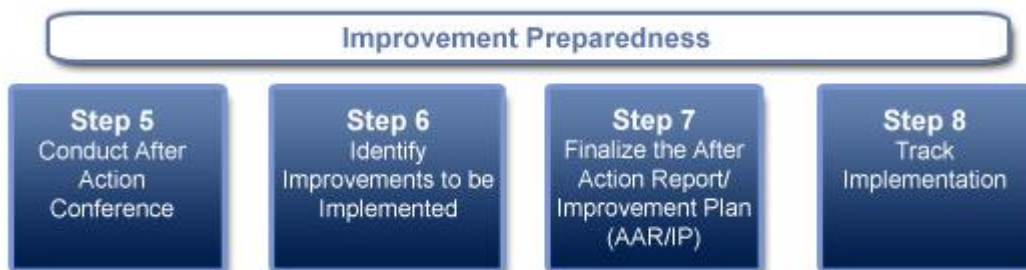 Improvement Preparedness
Step 5
Conduct After
Action
Conference
Step 6
Identify
Improvements to be
Implemented
Step 7
Finalize the After
Action Report/
Improvement Plan
(AAR/IP)
Step 8
Track
Implementation